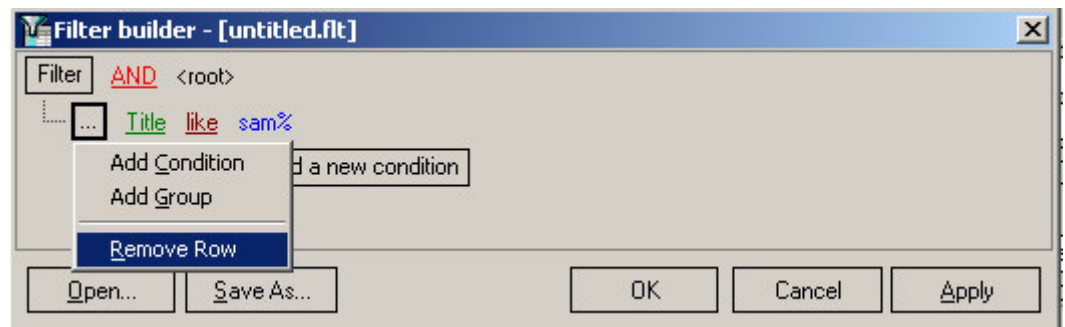 Filter builder - [untitled.flt]
Filter AND <root>
... Title like sam%
Add Condition
d a new condition
Add Group
Remove Row
Open... Save As... OK Cancel Apply